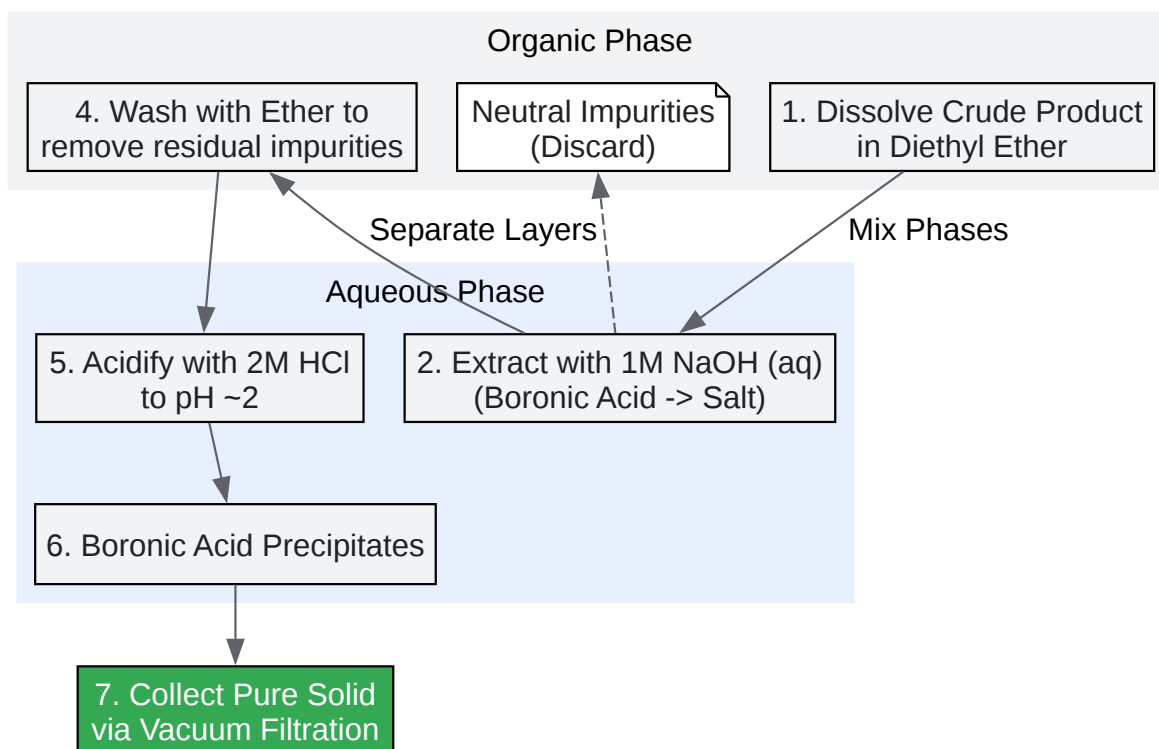 Organic Phase
4. Wash with Ether to
remove residual impurities
Neutral Impurities
(Discard)
1. Dissolve Crude Product
in Diethyl Ether
Separate Layers
Mix Phases
Aqueous Phase
5. Acidify with 2M HCl
to pH ~2
2. Extract with 1M NaOH (aq)
(Boronic Acid -> Salt)
6. Boronic Acid Precipitates
7. Collect Pure Solid
via Vacuum Filtration